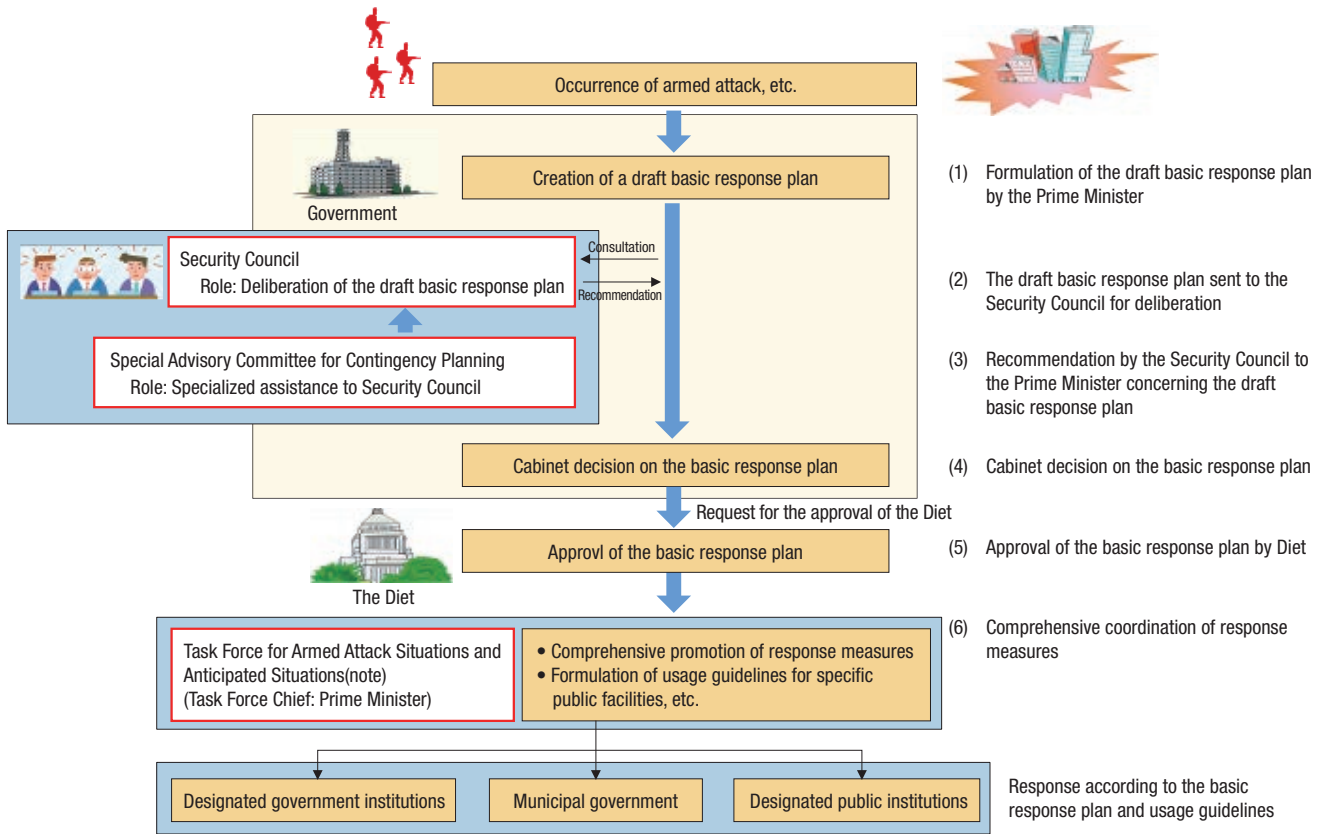 Occurrence of armed attack, etc.
Creation of a draft basic response plan
Government
(1) Formulation of the draft basic response plan
by the Prime Minister
Security Council
Role: Deliberation of the draft basic response plan
Consultation
Recommendation
(2) The draft basic response plan sent to the
Security Council for deliberation
Special Advisory Committee for Contingency Planning
Role: Specialized assistance to Security Council
(3) Recommendation by the Security Council to
the Prime Minister concerning the draft
basic response plan
Cabinet decision on the basic response plan
(4) Cabinet decision on the basic response plan
Request for the approval of the Diet
Approvl of the basic response plan
The Diet
(5) Approval of the basic response plan by Diet
Task Force for Armed Attack Situations and
Anticipated Situations(note)
(Task Force Chief: Prime Minister)
• Comprehensive promotion of response measures
• Formulation of usage guidelines for specific
public facilities, etc.
(6) Comprehensive coordination of response
measures
Designated government institutions
Municipal government
Designated public institutions
Response according to the basic
response plan and usage guidelines